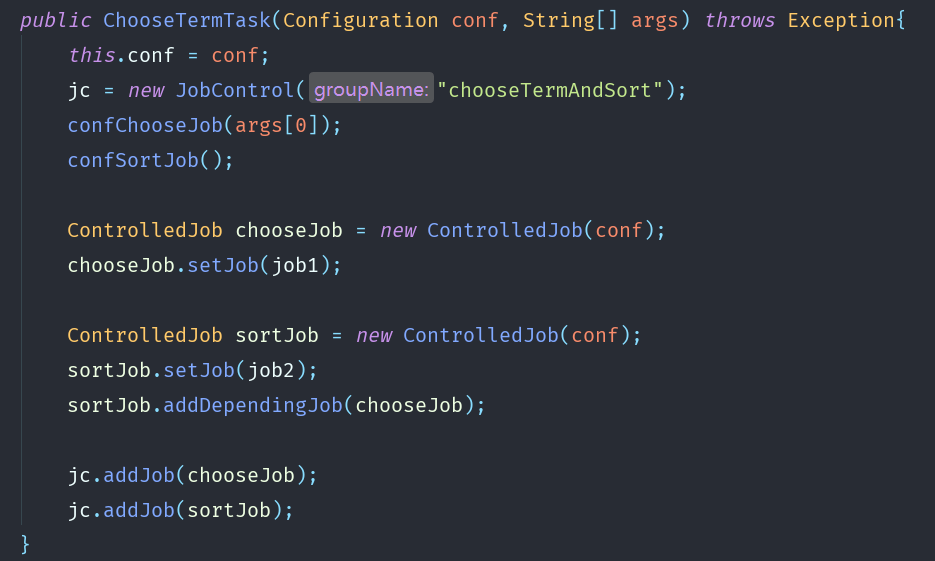 public ChooseTermTask(Configuration conf, String[] args) throws Exception{
this.conf = conf;
jc = new JobControl( groupName: "chooseTermAndSort");
confChooseJob(args[0]);
confSortJob();
ControlledJob chooseJob = new ControlledJob(conf);
chooseJob.setJob(job1);
ControlledJob sortJob = new ControlledJob(conf);
sortJob.setJob(job2);
sortJob.addDependingJob(chooseJob);
jc.addJob(chooseJob);
jc.addJob(sortJob);
}